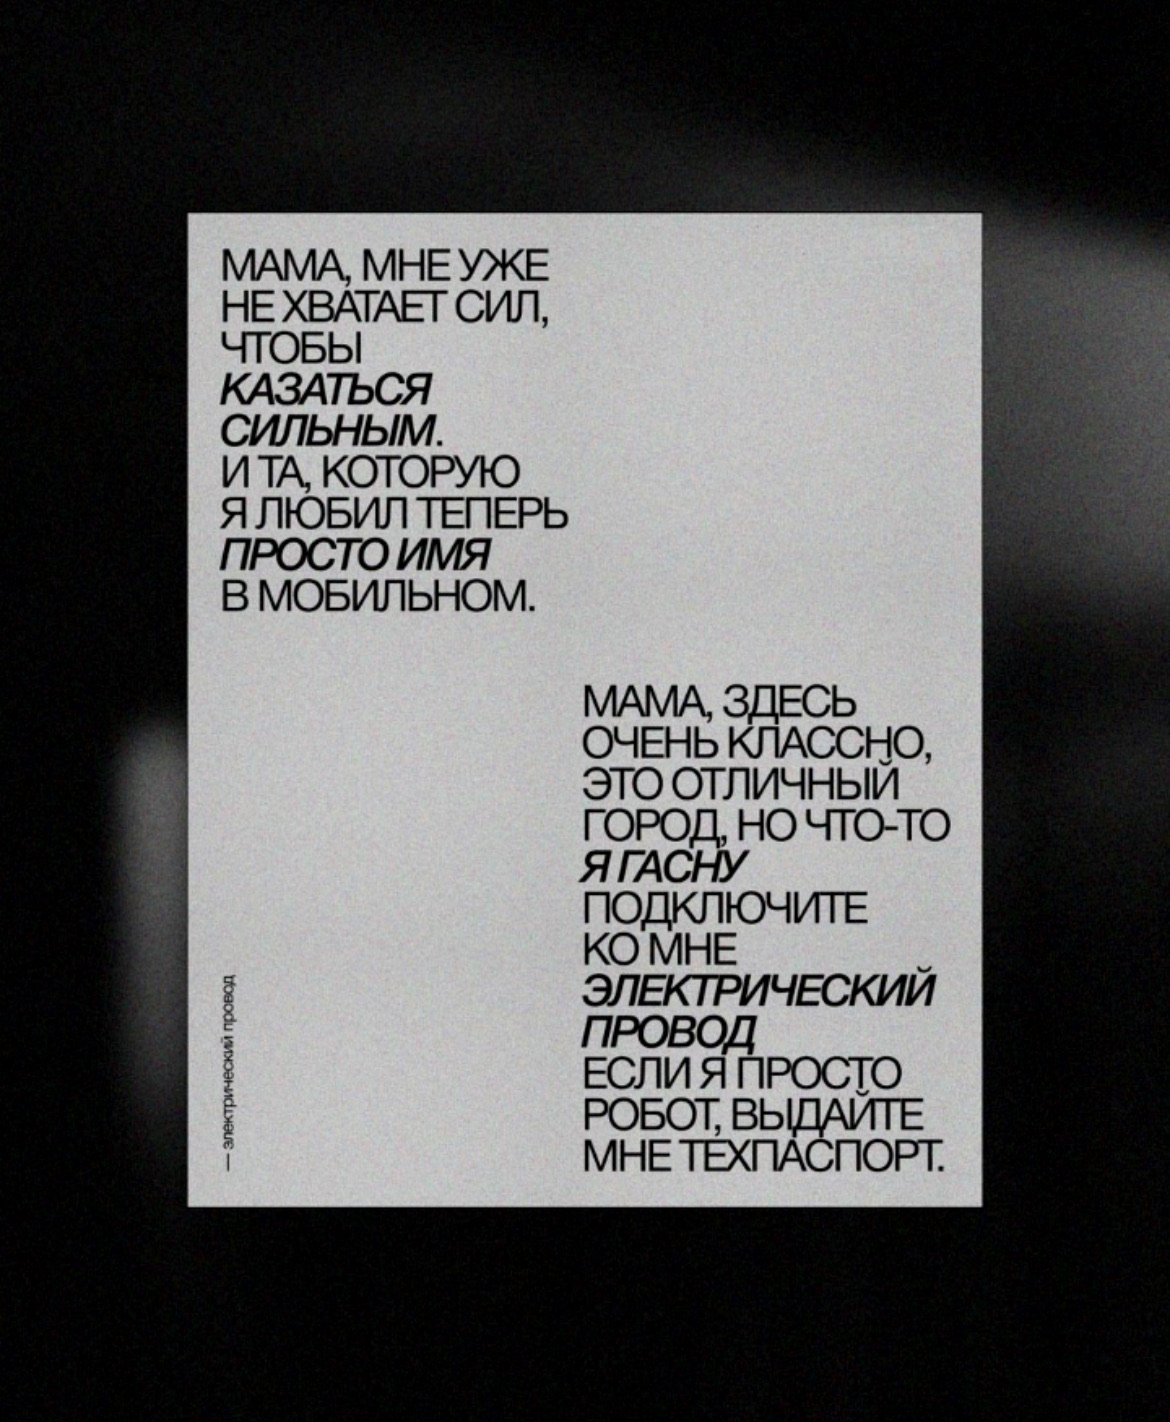 МАМА, МНЕ УЖЕ
НЕ ХВАТАЕТ СИЛ,
ЧТОБЫ
КАЗАТЬСЯ
СИЛЬНЫМ.
И ТА, КОТОРУЮ
Я ЛЮБИЛ ТЕПЕРЬ
ПРОСТО ИМЯ
В МОБИЛЬНОМ.
МАМА, ЗДЕСЬ
ОЧЕНЬ КЛАССНО,
ЭТО ОТЛИЧНЫЙ
ГОРОД, НО ЧТО-ТО
Я ГАСНУ
ПОДКЛЮЧИТЕ
КО МНЕ
ЭЛЕКТРИЧЕСКИЙ
ПРОВОД
ЕСЛИ Я ПРОСТО
РОБОТ, ВЫДАЙТЕ
МНЕ ТЕХПАСПОРТ.
— электрический провод